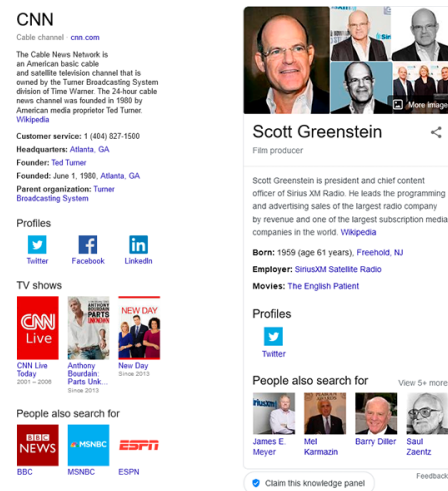 CNN
Cable channel · cnn.com
The Cable News Network is
an American basic cable
and satellite television channel that is
owned by the Turner Broadcasting System
division of Time Warner. The 24-hour cable
news channel was founded in 1980 by
American media proprietor Ted Turner.
Wikipedia
Customer service: 1 (404) 827-1500
Headquarters: Atlanta, GA
Founder: Ted Turner
Founded: June 1, 1980, Atlanta, GA
Parent organization: Turner
Broadcasting System
Profiles
Twitter Facebook LinkedIn
TV shows
CNN
Live
ANTHONY
BOURDAIN
PARTS
UNKNOWN
NEW DAY
CNN Live
Today
2001 – 2006
Anthony
Bourdain:
Parts Unk...
Since 2013
New Day
Since 2013
People also search for
BBC
NEWS
MSNBC
ESPN
BBC MSNBC ESPN
More Image
Scott Greenstein
Film producer
Scott Greenstein is president and chief content
officer of Sirius XM Radio. He leads the programming
and advertising sales of the largest radio company
by revenue and one of the largest subscription media
companies in the world. Wikipedia
Born: 1959 (age 61 years), Freehold, NJ
Employer: SiriusXM Satellite Radio
Movies: The English Patient
Profiles
Twitter
People also search for
View 5+ more
James E.
Meyer
Mel
Karmazin
Barry Diller
Saul
Zaentz
Claim this knowledge panel
Feedback